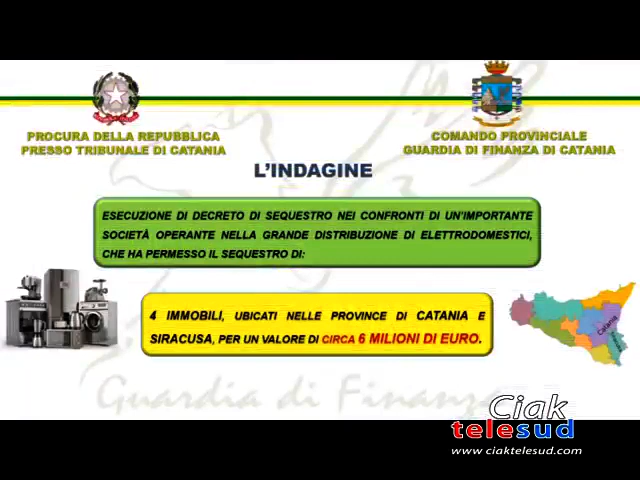 PROCURA DELLA REPUBBLICA
PRESSO TRIBUNALE DI CATANIA
COMANDO PROVINCIALE
GUARDIA DI FINANZA DI CATANIA
L'INDAGINE
ESECUZIONE DI DECRETO DI SEQUESTRO NEI CONFRONTI DI UN'IMPORTANTE
SOCIETÀ OPERANTE NELLA GRANDE DISTRIBUZIONE DI ELETTRODOMESTICI,
CHE HA PERMESSO IL SEQUESTRO DI:
4 IMMOBILI, UBICATI NELLE PROVINCE DI CATANIA E
SIRACUSA, PER UN VALORE DI CIRCA 6 MILIONI DI EURO.
Catania
Guardia di Finanza
Ciak
telesud
www.ciaktelesud.com